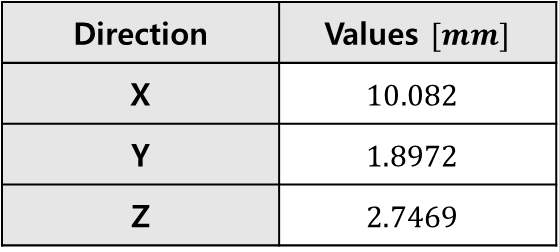 Direction Values [mm]
X 10.082
Y 1.8972
Z 2.7469